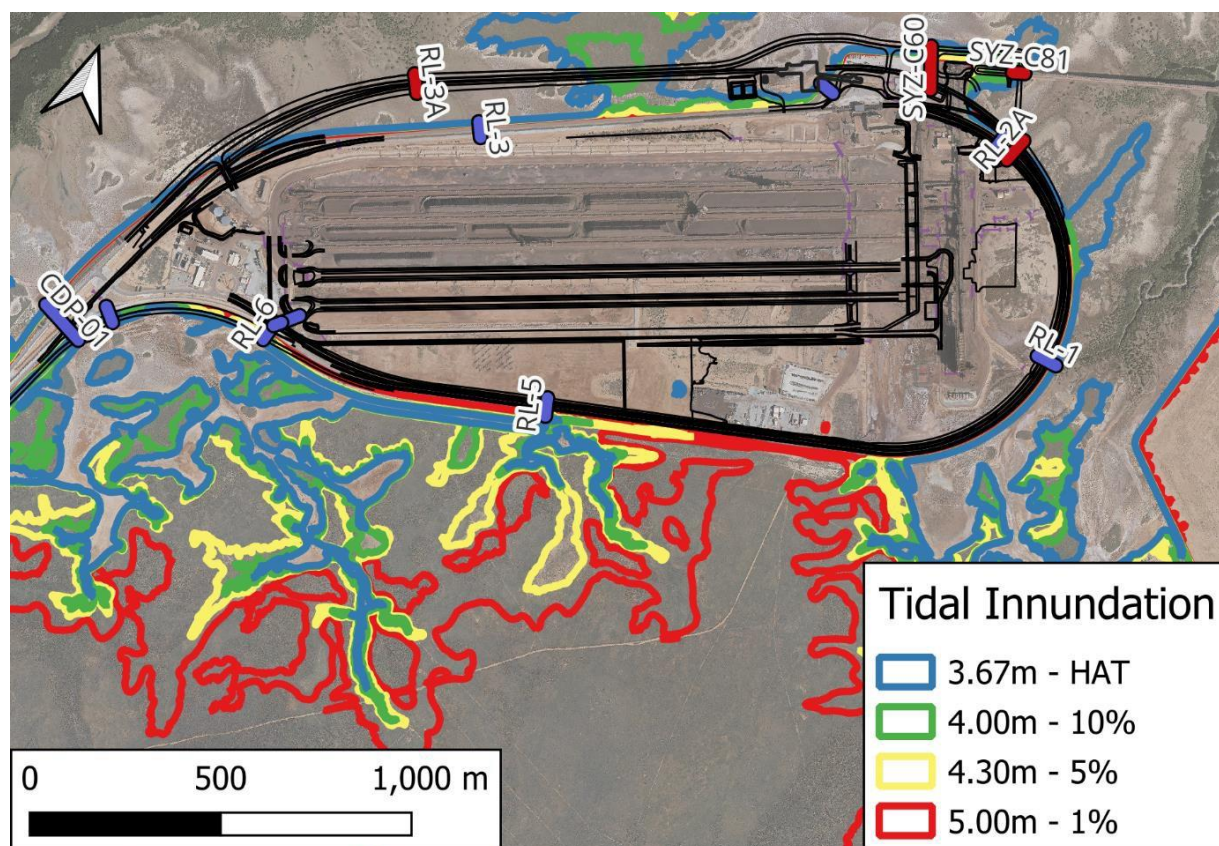 SYZ-C60
SYZ-C81
RL-3A
RL-3
RL-2A
CDP-01
RL-6
RL-5
RL-1
Tidal Innundation
3.67m - HAT
4.00m - 10%
4.30m - 5%
5.00m - 1%
0 500 1,000 m